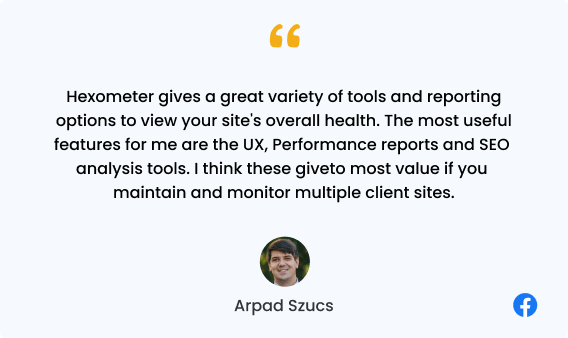 Hexometer gives a great variety of tools and reporting
options to view your site's overall health. The most useful
features for me are the UX, Performance reports and SEO
analysis tools. I think these giveto most value if you
maintain and monitor multiple client sites.
Arpad Szucs